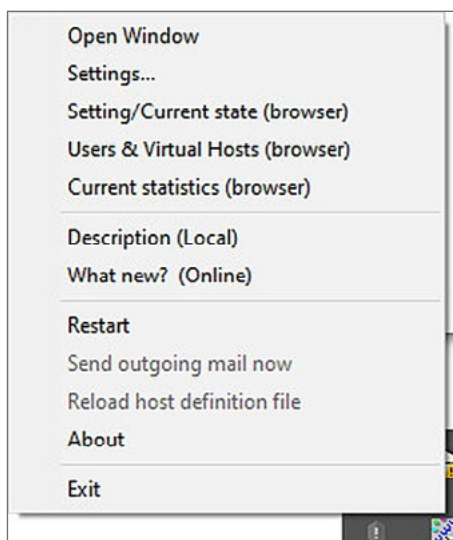 Open Window
Settings...
Setting/Current state (browser)
Users & Virtual Hosts (browser)
Current statistics (browser)
Description (Local)
What new?  (Online)
Restart
Send outgoing mail now
Reload host definition file
About
Exit